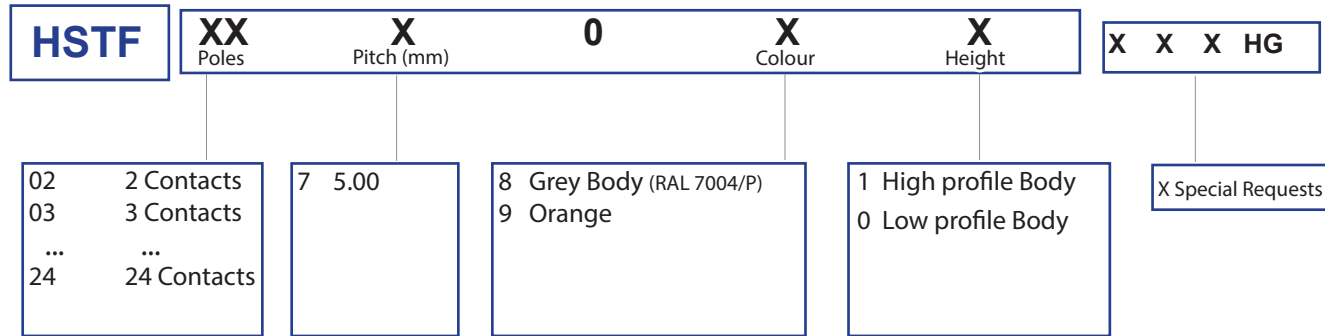 HSTF XX X 0 X X X X X HG
Poles Pitch (mm) Colour Height
02 2 Contacts
03 3 Contacts
... ...
24 24 Contacts
7 5.00
8 Grey Body (RAL 7004/P)
9 Orange
1 High profile Body
0 Low profile Body
X Special Requests